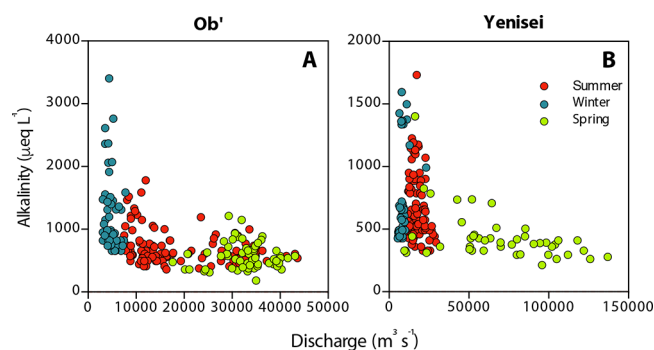 Ob'
Yenisei
A
B
4000
3000
2000
1000
0
2000
1500
1000
500
0
Summer
Winter
Spring
Alkalinity (μeq L⁻¹)
0 10000 20000 30000 40000 50000
0 50000 100000 150000
Discharge (m³ s⁻¹)